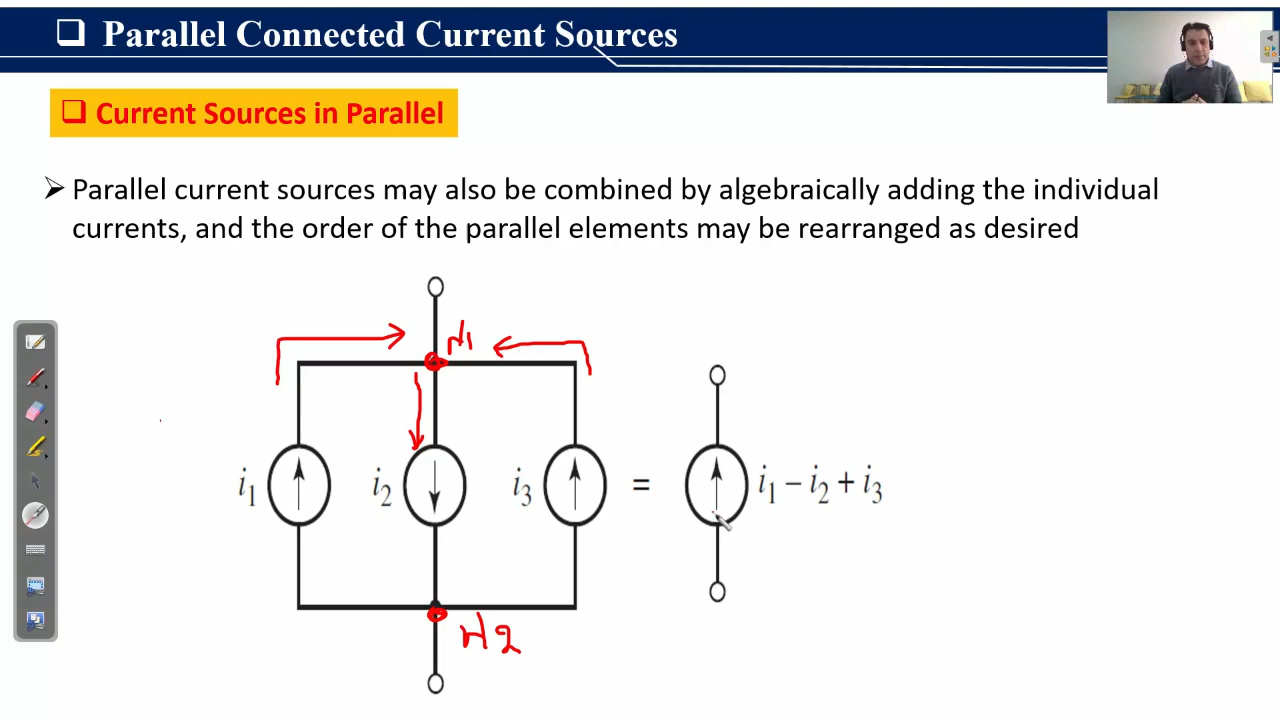 ❑ Parallel Connected Current Sources
❑ Current Sources in Parallel
➢ Parallel current sources may also be combined by algebraically adding the individual
currents, and the order of the parallel elements may be rearranged as desired
N1
i1
i2
i3
=
i1 − i2 + i3
N2